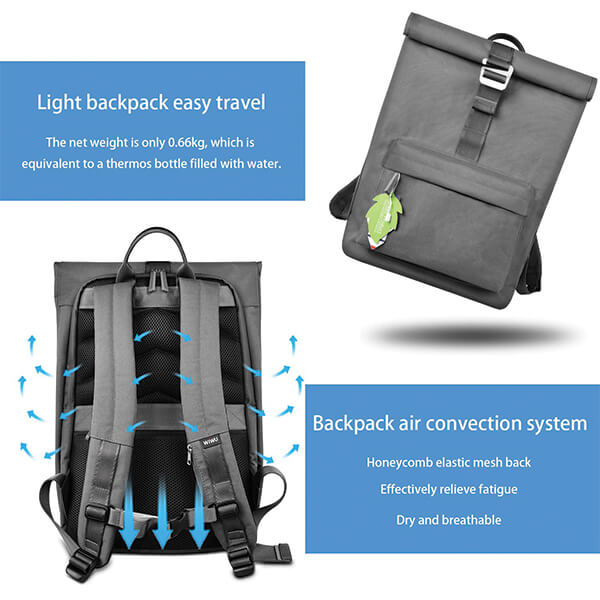 Light backpack easy travel
The net weight is only 0.66kg, which is
equivalent to a thermos bottle filled with water.
WIWU
Backpack air convection system
Honeycomb elastic mesh back
Effectively relieve fatigue
Dry and breathable